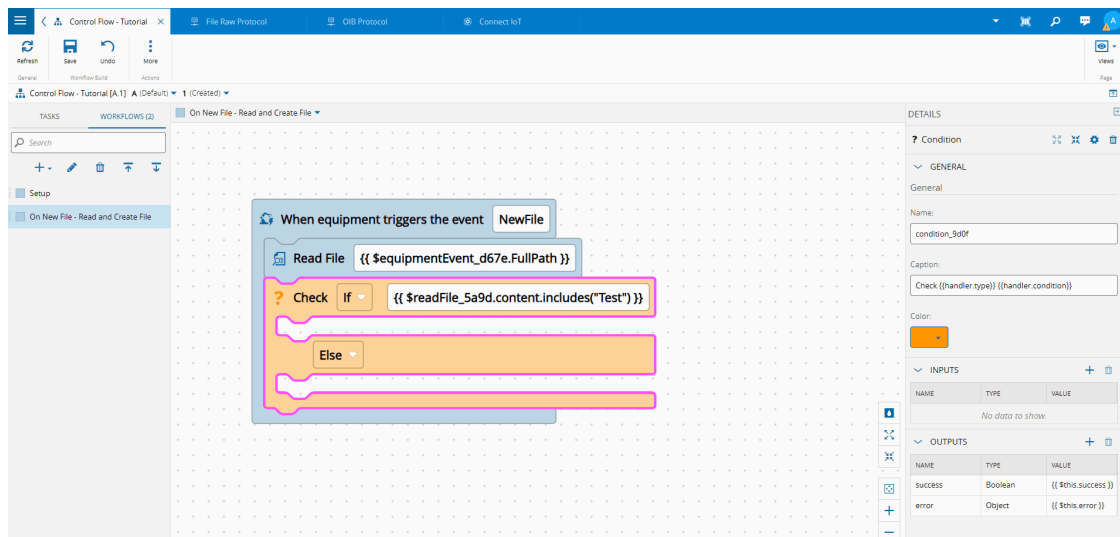 Control Flow - Tutorial
File Raw Protocol
OIB Protocol
Connect IoT
A
Refresh
Save
Undo
More
Views
General
Workflow Build
Actions
Page
Control Flow - Tutorial [A.1] A (Default) 1 (Created)
TASKS
WORKFLOWS (2)
Search
Setup
On New File - Read and Create File
On New File - Read and Create File
When equipment triggers the event NewFile
Read File {{ $equipmentEvent_d67e.FullPath }}
? Check If {{ $readFile_5a9d.content.includes("Test") }}
Else
DETAILS
? Condition
GENERAL
General
Name:
condition_9d0f
Caption:
Check {{handler.type}} {{handler.condition}}
Color:
INPUTS
NAME TYPE VALUE
No data to show.
OUTPUTS
NAME TYPE VALUE
success Boolean {{ $this.success }}
error Object {{ $this.error }}